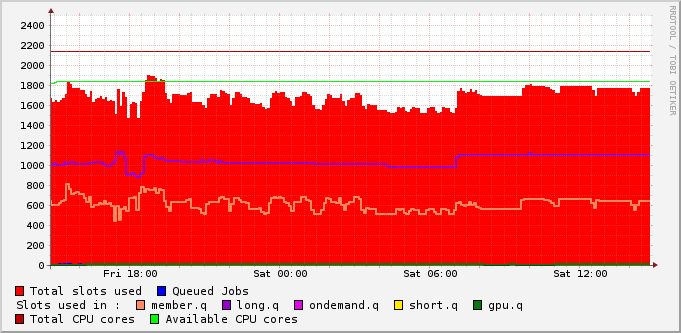 2400
2200
2000
1800
1600
1400
1200
1000
800
600
400
200
0
Fri 18:00 Sat 00:00 Sat 06:00 Sat 12:00
Total slots used Queued Jobs
Slots used in : member.q long.q ondemand.q short.q gpu.q
Total CPU cores Available CPU cores
RRDTOOL / TOBI OETIKER